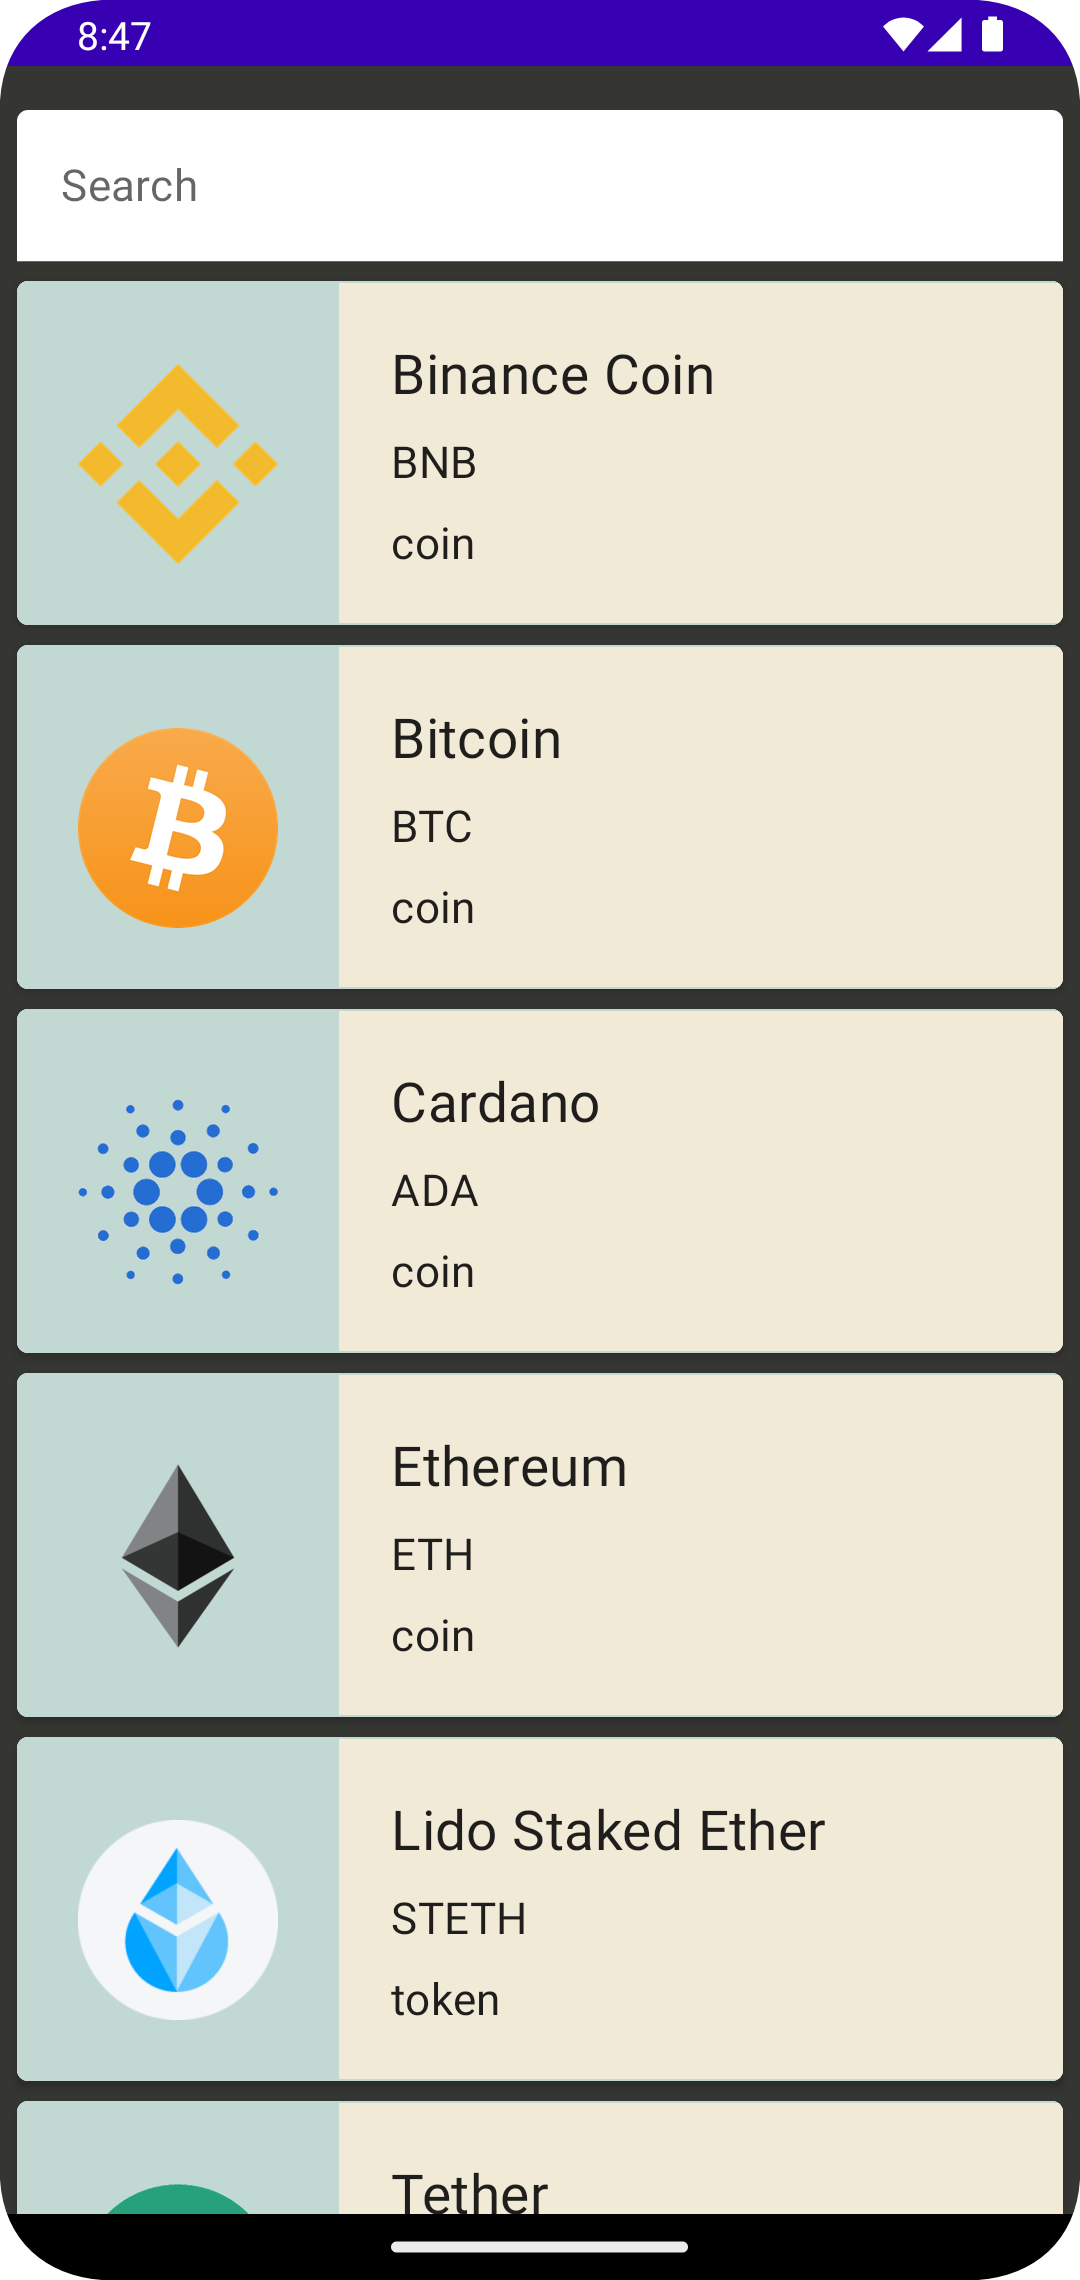 8:47
Search
Binance Coin
BNB
coin
Bitcoin
BTC
coin
Cardano
ADA
coin
Ethereum
ETH
coin
Lido Staked Ether
STETH
token
Tether